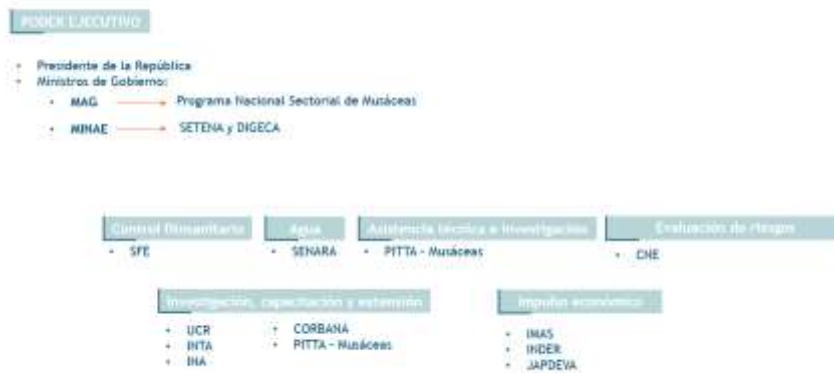 PODER EJECUTIVO
• Presidente de la República
• Ministros de Gobierno:
• MAG Programa Nacional Sectorial de Musáceas
• MINAE SETENA y DIGECA
Control fitosanitario Agua Asistencia técnica e investigación Evaluación de riesgos
• SFE • SENARA • PITTA - Musáceas • CNE
Investigación, capacitación y extensión Impulso económico
• UCR • CORBANA • IMAS
• INTA • PITTA - Musáceas • INDER
• INA • JAPDEVA